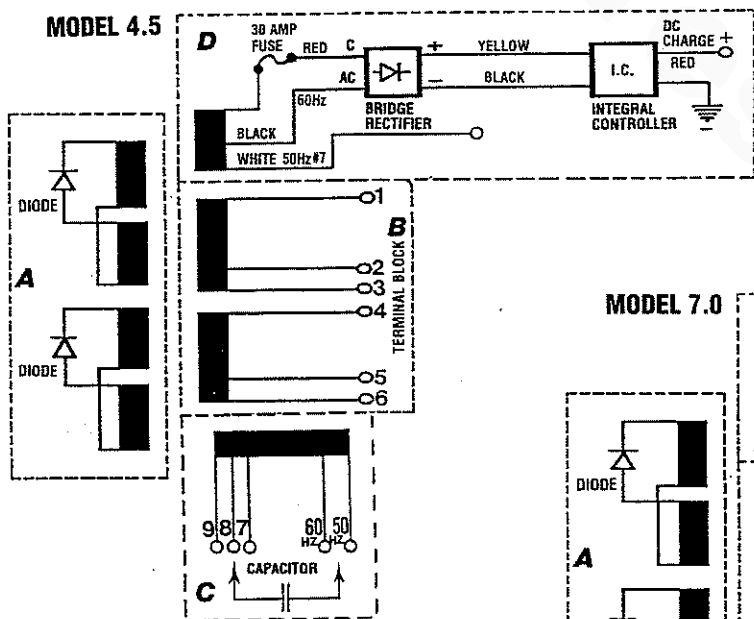 MODEL 4.5
D
30 AMP
FUSE
RED
C
+
YELLOW
DC
CHARGE +
RED
AC
60Hz
−
BLACK
I.C.
BRIDGE
RECTIFIER
INTEGRAL
CONTROLLER
−
BLACK
WHITE 50Hz#7
DIODE
A
DIODE
1
B
2
3
4
5
6
TERMINAL BLOCK
MODEL 7.0
9 8 7
60 50
HZ HZ
CAPACITOR
C
DIODE
A